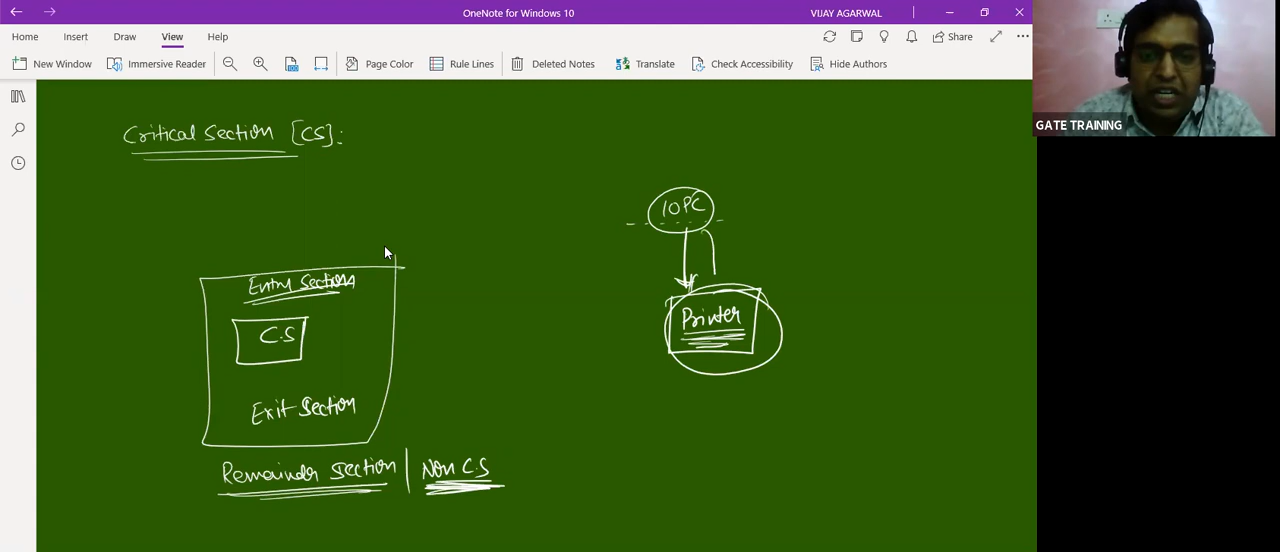 OneNote for Windows 10
VIJAY AGARWAL
Home Insert Draw View Help
Share
New Window Immersive Reader Page Color Rule Lines Deleted Notes Translate Check Accessibility Hide Authors
GATE TRAINING
Critical Section [CS]:
10 PC
Entry Section
Printer
C.S
Exit Section
Remainder Section | Non C.S